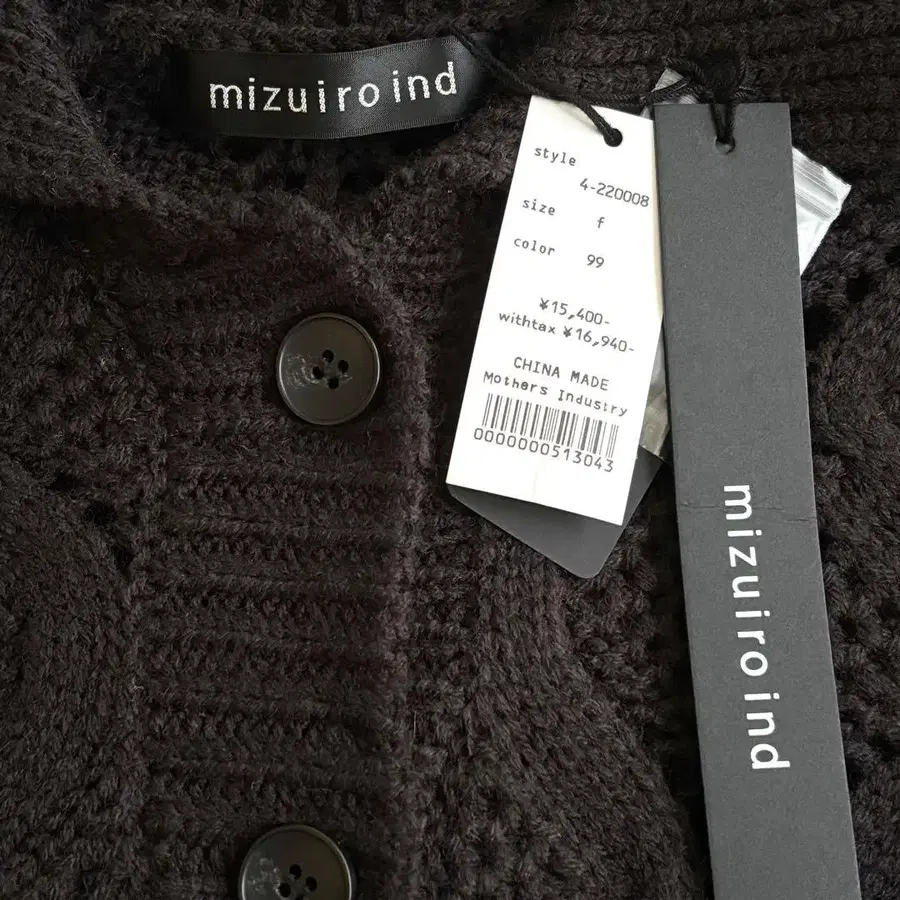 mizuiro ind
style
4-220008
size
f
color
99
¥15,400-
withtax ¥16,940-
CHINA MADE
Mothers Industry
0000000513043
mizuiro ind